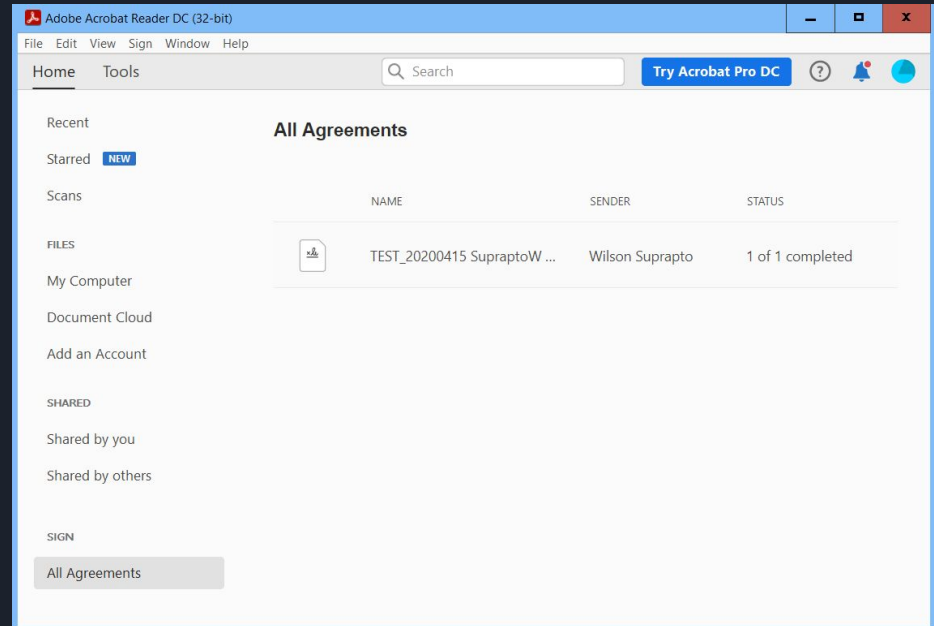 Adobe Acrobat Reader DC (32-bit)
File Edit View Sign Window Help
Home Tools Search Try Acrobat Pro DC
Recent
Starred NEW
Scans
FILES
My Computer
Document Cloud
Add an Account
SHARED
Shared by you
Shared by others
SIGN
All Agreements
All Agreements
NAME SENDER STATUS
TEST_20200415 SupraptoW ... Wilson Suprapto 1 of 1 completed